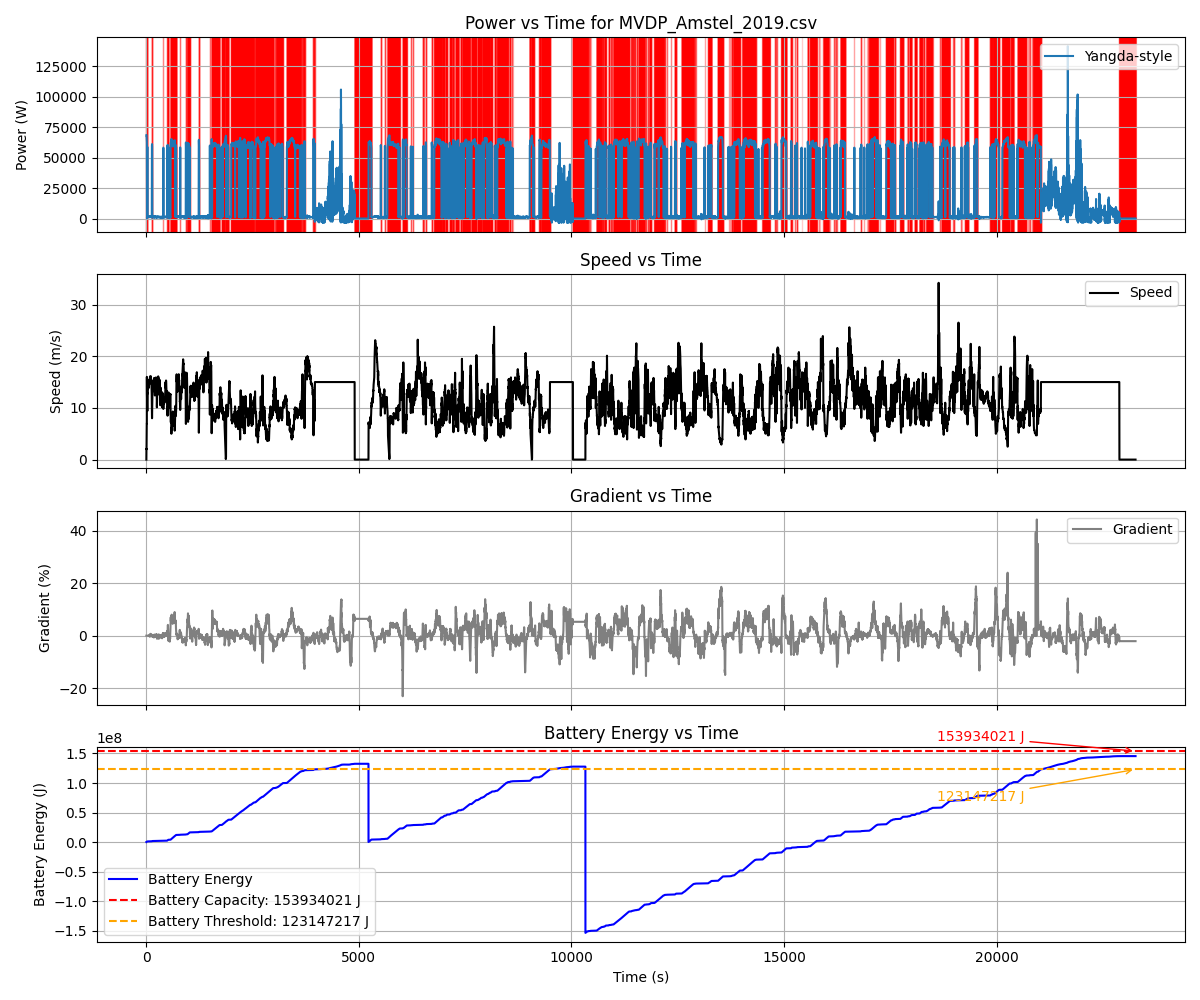 Power vs Time for MVDP_Amstel_2019.csv
Power (W)
125000
100000
75000
50000
25000
0
Yangda-style
Speed vs Time
Speed (m/s)
30
20
10
0
Speed
Gradient vs Time
Gradient (%)
40
20
0
−20
Gradient
Battery Energy vs Time
1e8
Battery Energy (J)
1.5
1.0
0.5
0.0
−0.5
−1.0
−1.5
153934021 J
123147217 J
Battery Energy
Battery Capacity: 153934021 J
Battery Threshold: 123147217 J
0 5000 10000 15000 20000
Time (s)